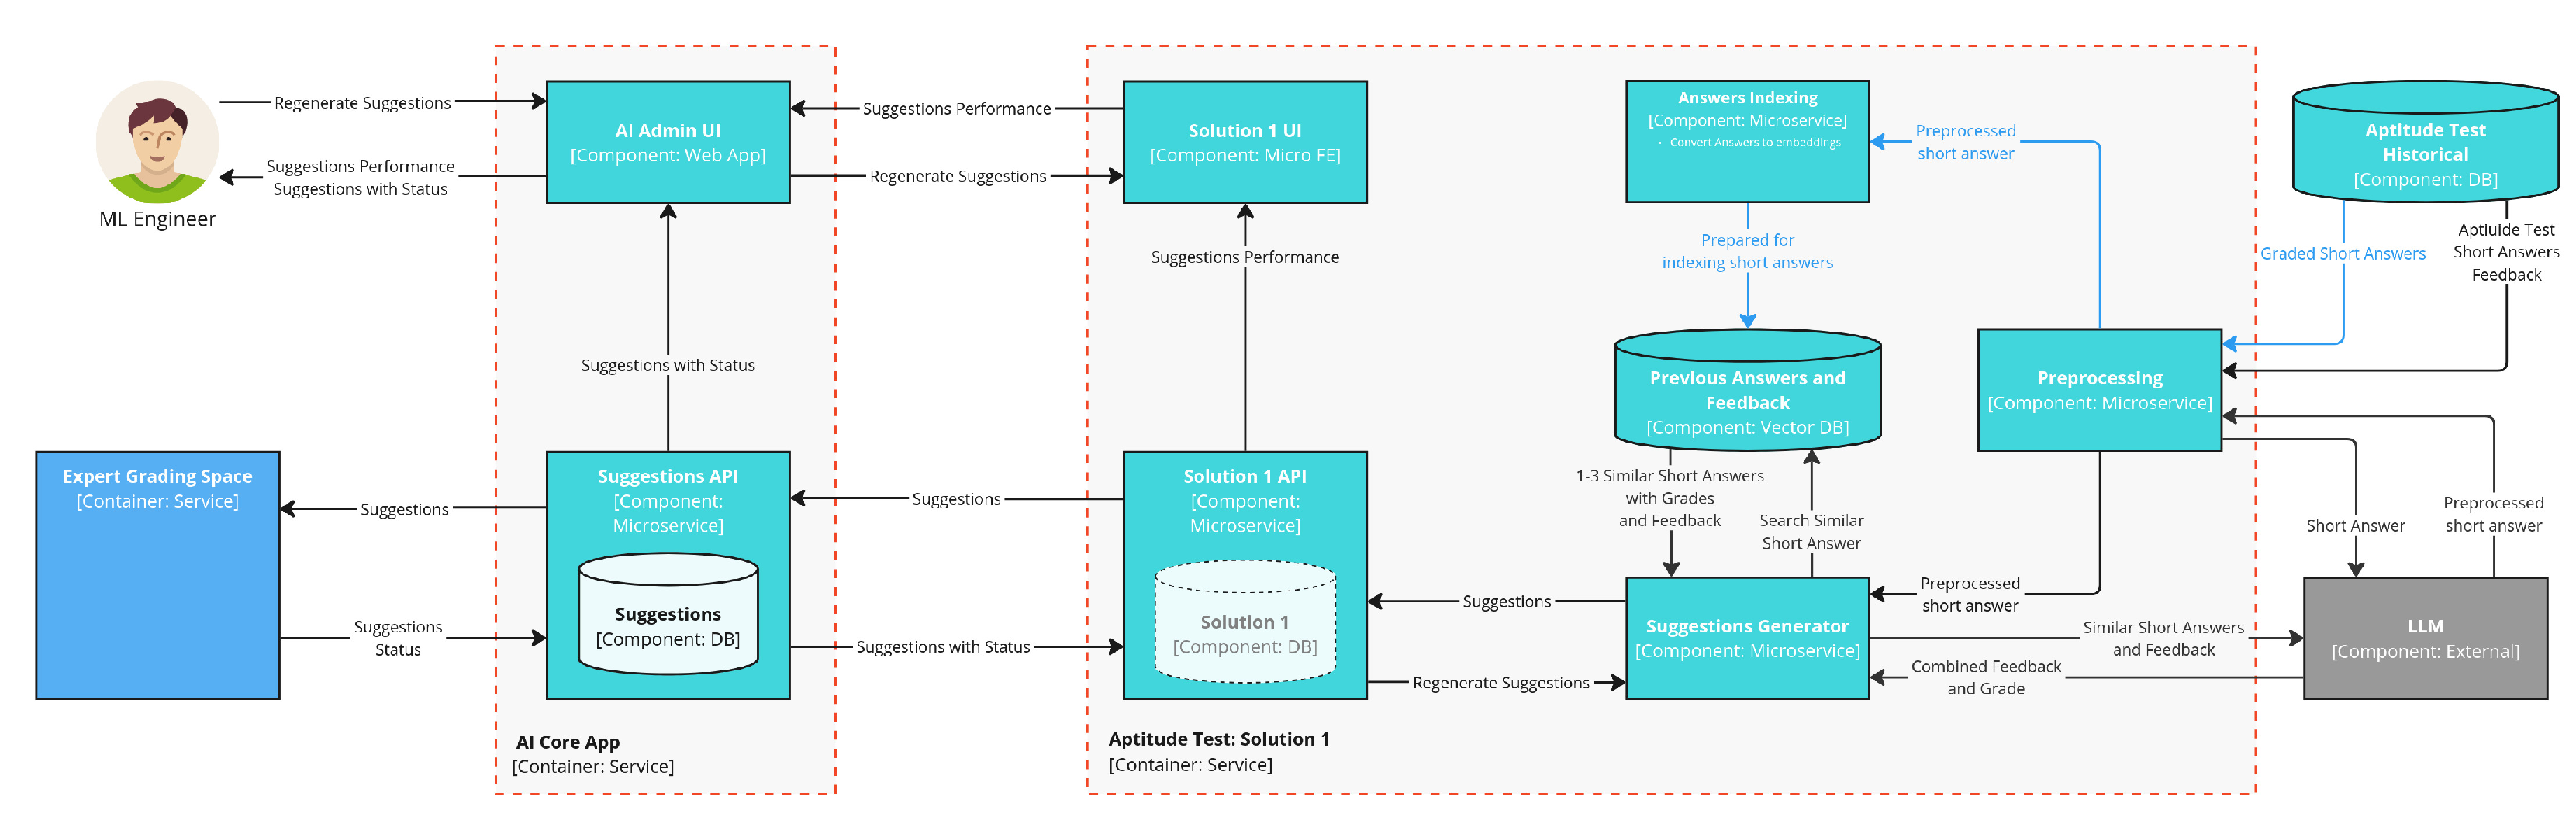 Regenerate Suggestions
Suggestions Performance
Suggestions with Status
ML Engineer
AI Admin UI
[Component: Web App]
Suggestions Performance
Regenerate Suggestions
Solution 1 UI
[Component: Micro FE]
Answers Indexing
[Component: Microservice]
• Convert Answers to embeddings
Preprocessed
short answer
Aptitude Test
Historical
[Component: DB]
Suggestions with Status
Suggestions Performance
Prepared for
indexing short answers
Graded Short Answers
Aptiuide Test
Short Answers
Feedback
Previous Answers and
Feedback
[Component: Vector DB]
Preprocessing
[Component: Microservice]
Expert Grading Space
[Container: Service]
Suggestions
Suggestions
Status
Suggestions API
[Component:
Microservice]
Suggestions
[Component: DB]
Suggestions
Suggestions with Status
Solution 1 API
[Component:
Microservice]
Solution 1
[Component: DB]
Suggestions
Regenerate Suggestions
1-3 Similar Short Answers
with Grades
and Feedback
Search Similar
Short Answer
Suggestions Generator
[Component: Microservice]
Preprocessed
short answer
Similar Short Answers
and Feedback
Combined Feedback
and Grade
Short Answer
Preprocessed
short answer
LLM
[Component: External]
AI Core App
[Container: Service]
Aptitude Test: Solution 1
[Container: Service]